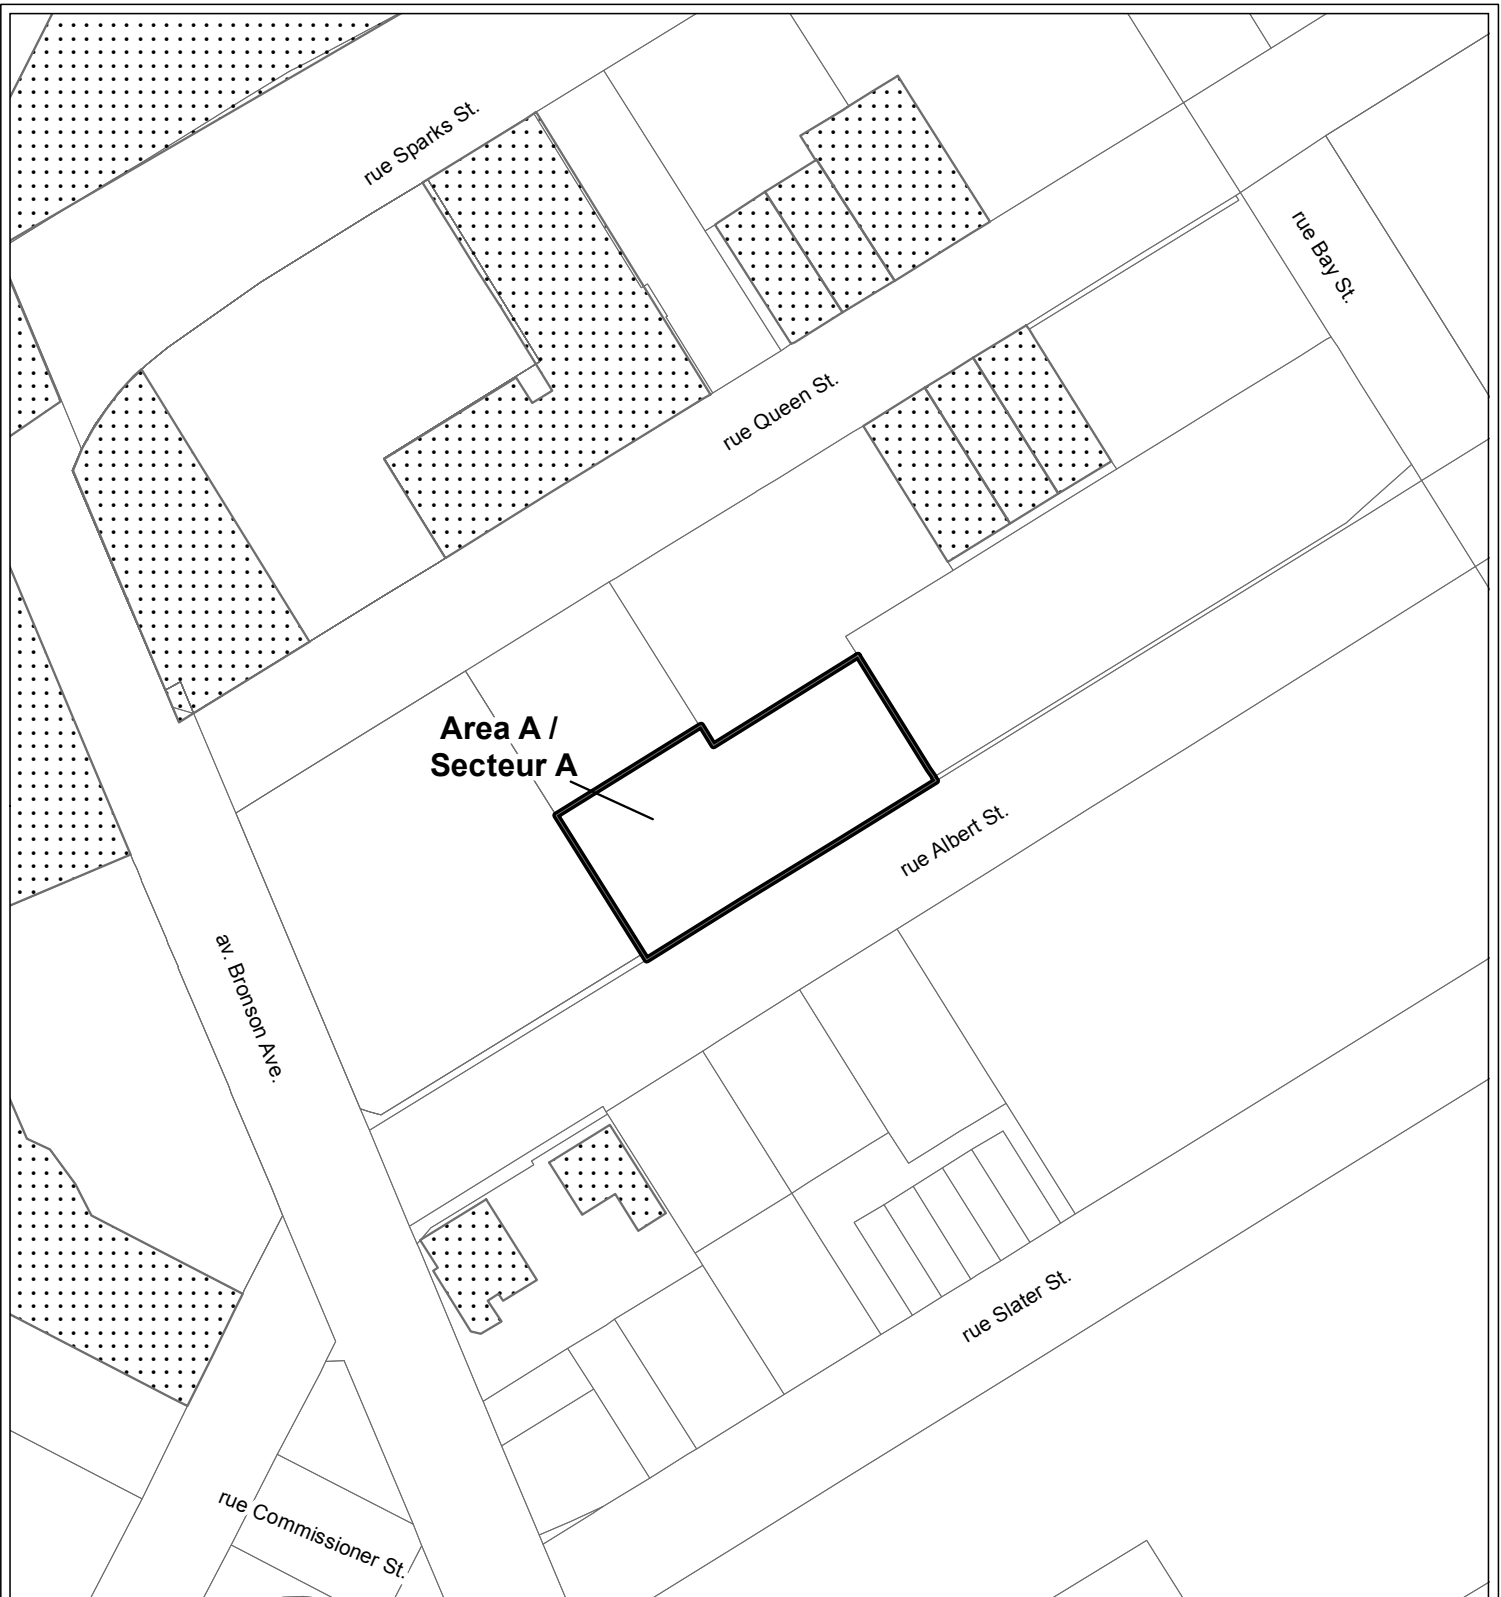 rue Sparks St.
rue Bay St.
rue Queen St.
Area A /
Secteur A
rue Albert St.
av. Bronson Ave.
rue Slater St.
rue Commissioner St.